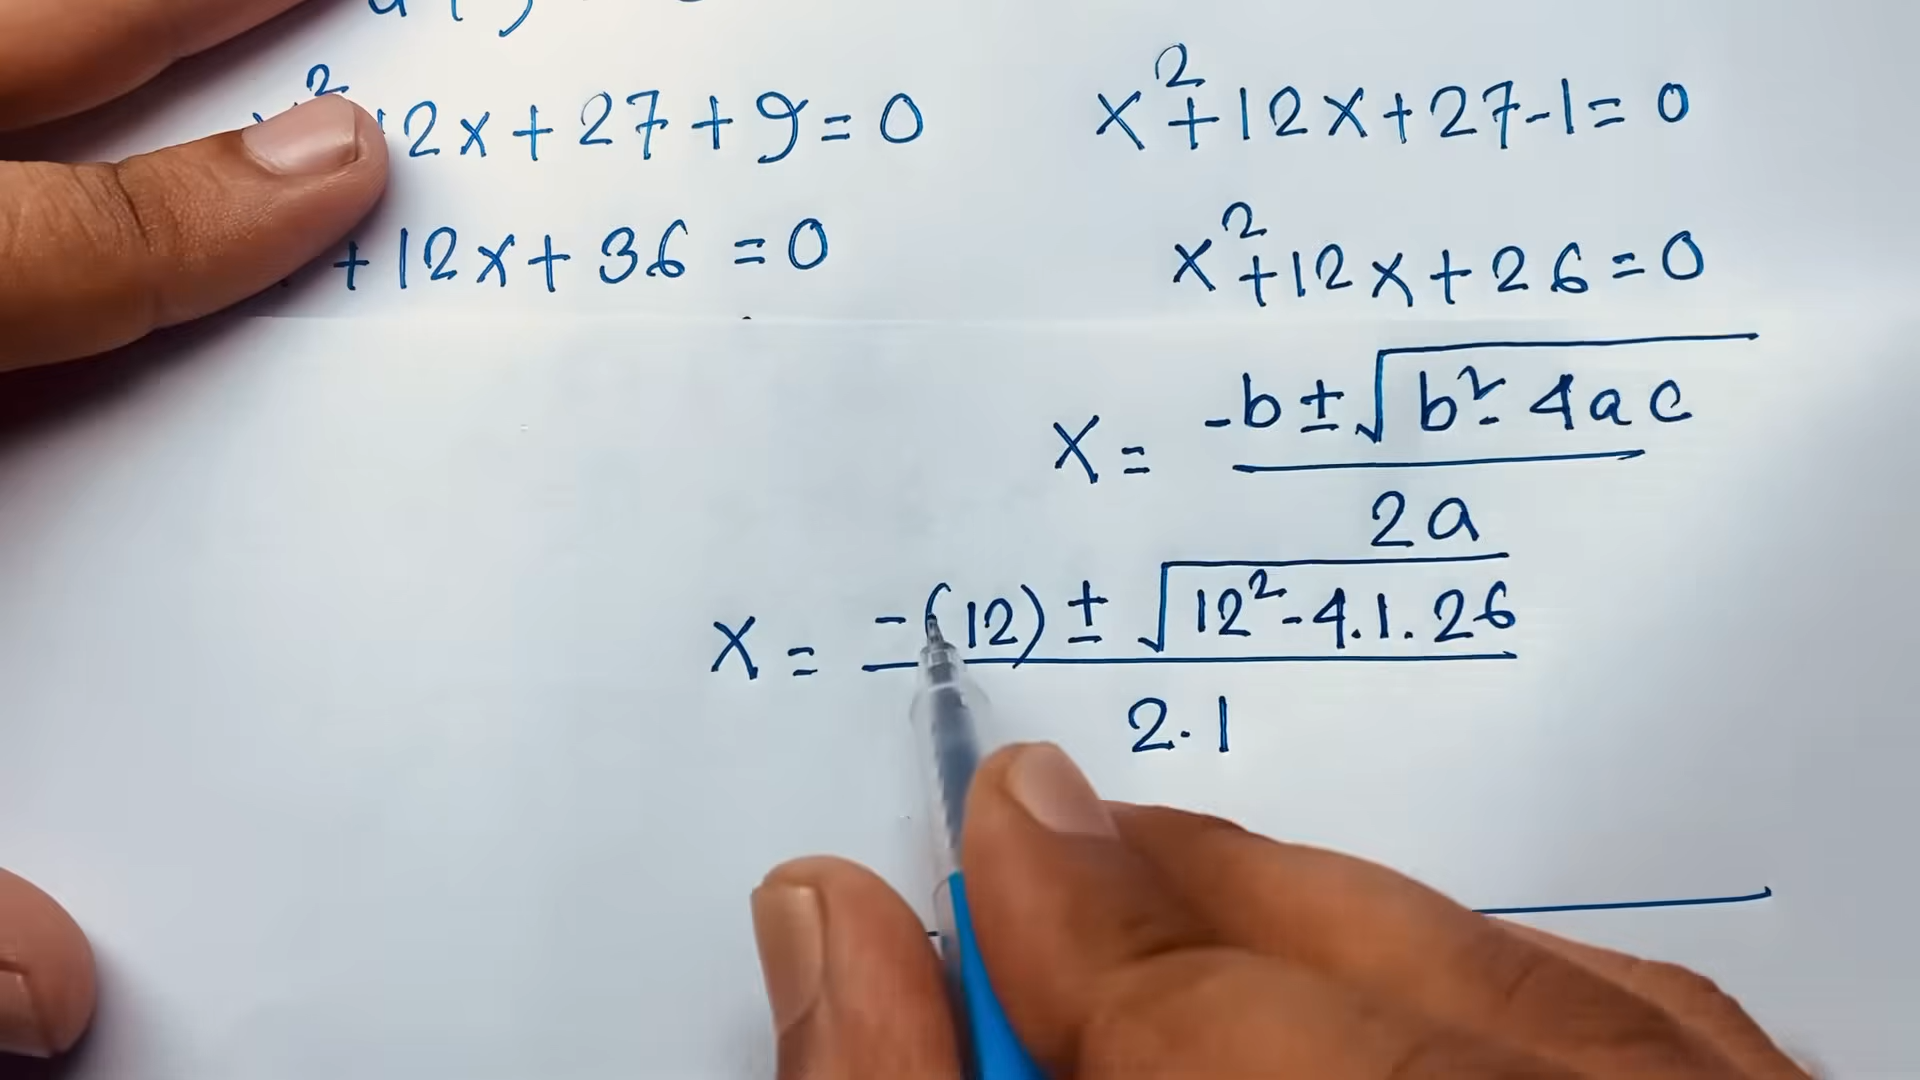 ²+12x+27+9=0
+12x+36=0
x²+12x+27-1=0
x²+12x+26=0
x = -b±√b²-4ac / 2a
x = -(12) ± √12²-4.1.26 / 2.1